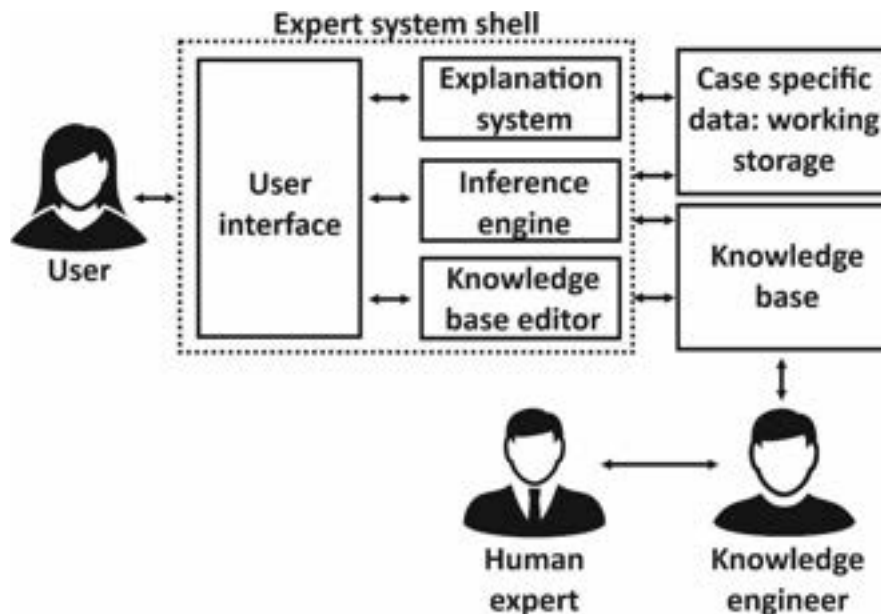 Expert system shell
User
User
interface
Explanation
system
Inference
engine
Knowledge
base editor
Case specific
data: working
storage
Knowledge
base
Human
expert
Knowledge
engineer